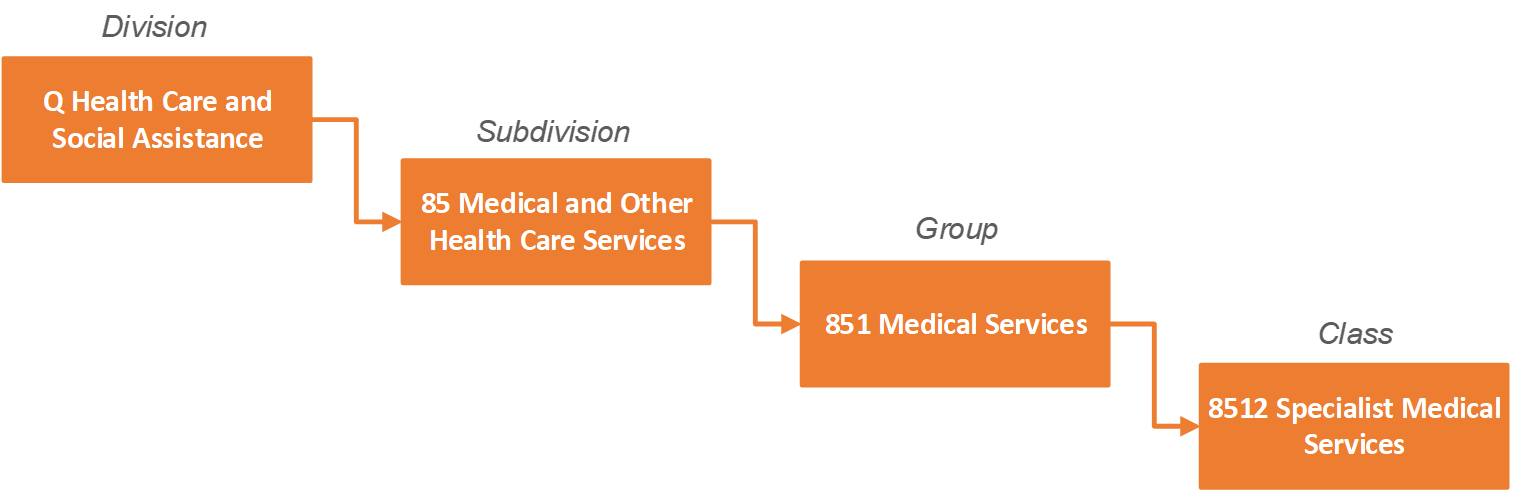 Division
Q Health Care and
Social Assistance
Subdivision
85 Medical and Other
Health Care Services
Group
851 Medical Services
Class
8512 Specialist Medical
Services